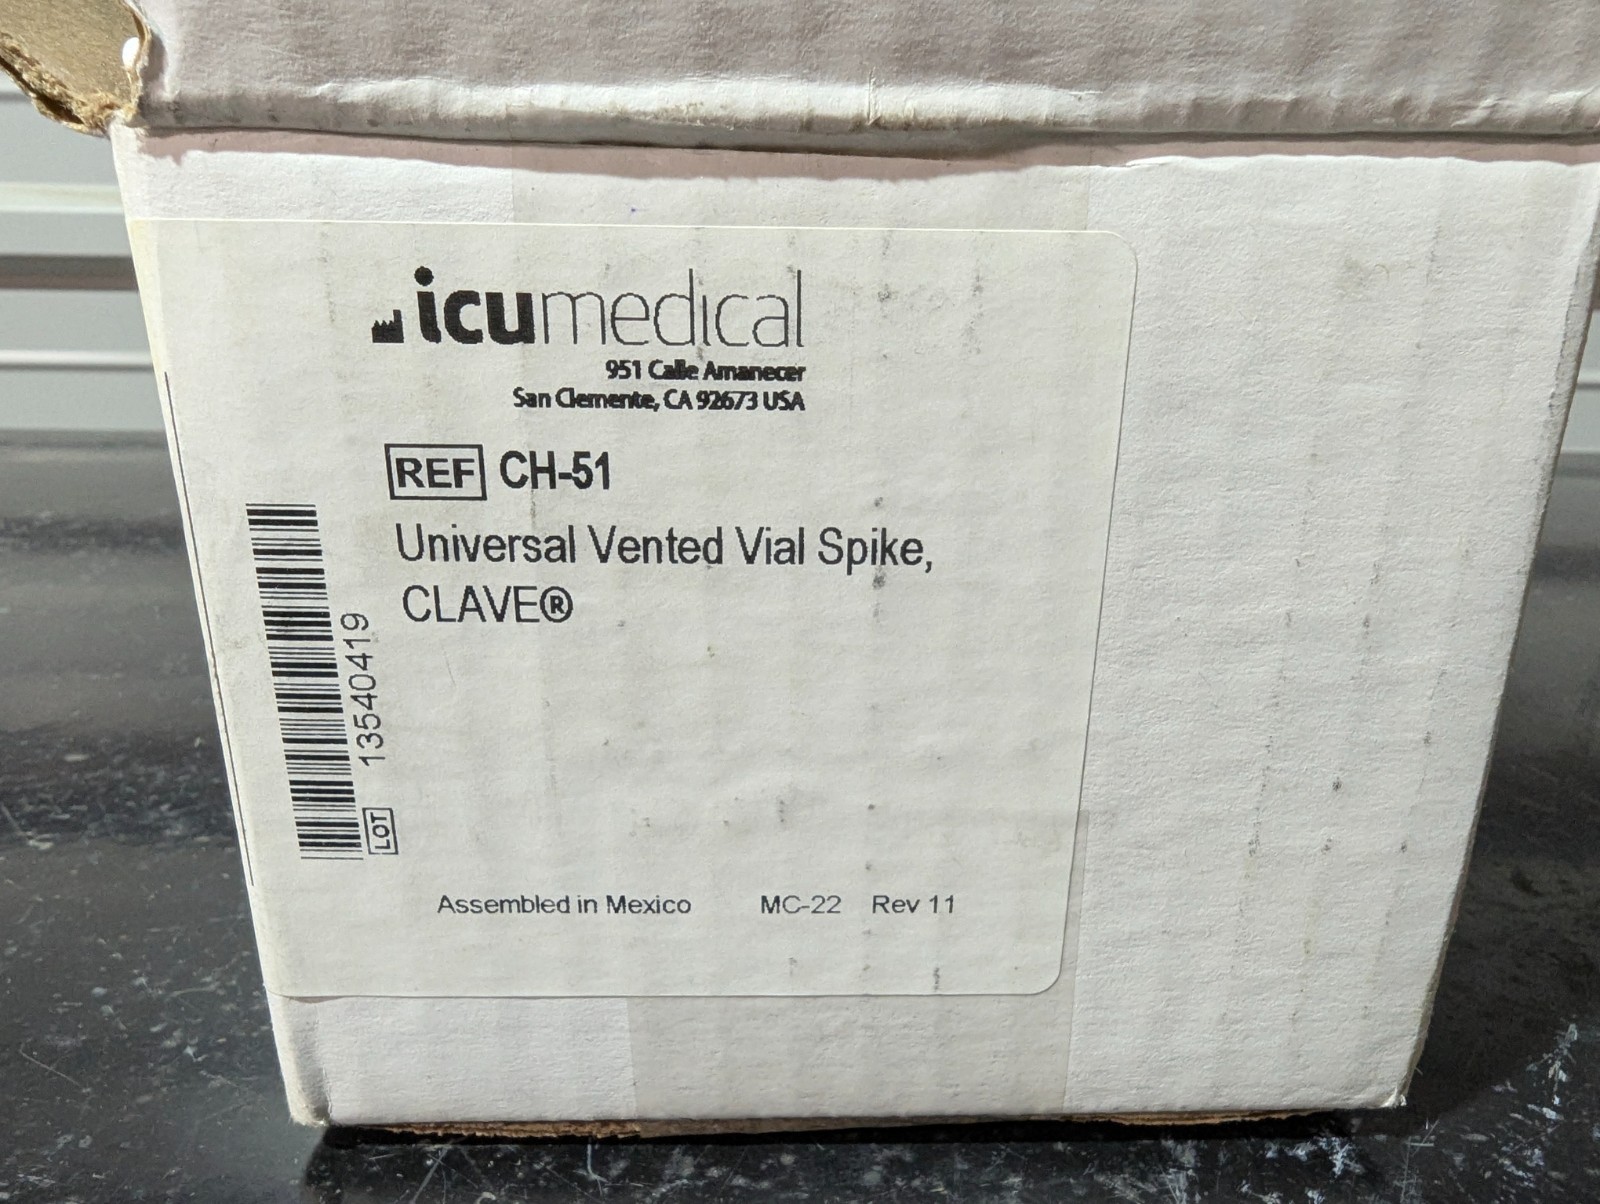 icumedical
951 Calle Amanecer
San Clemente, CA 92673 USA
REF CH-51
Universal Vented Vial Spike,
CLAVE®
LOT 13540419
Assembled in Mexico MC-22 Rev 11